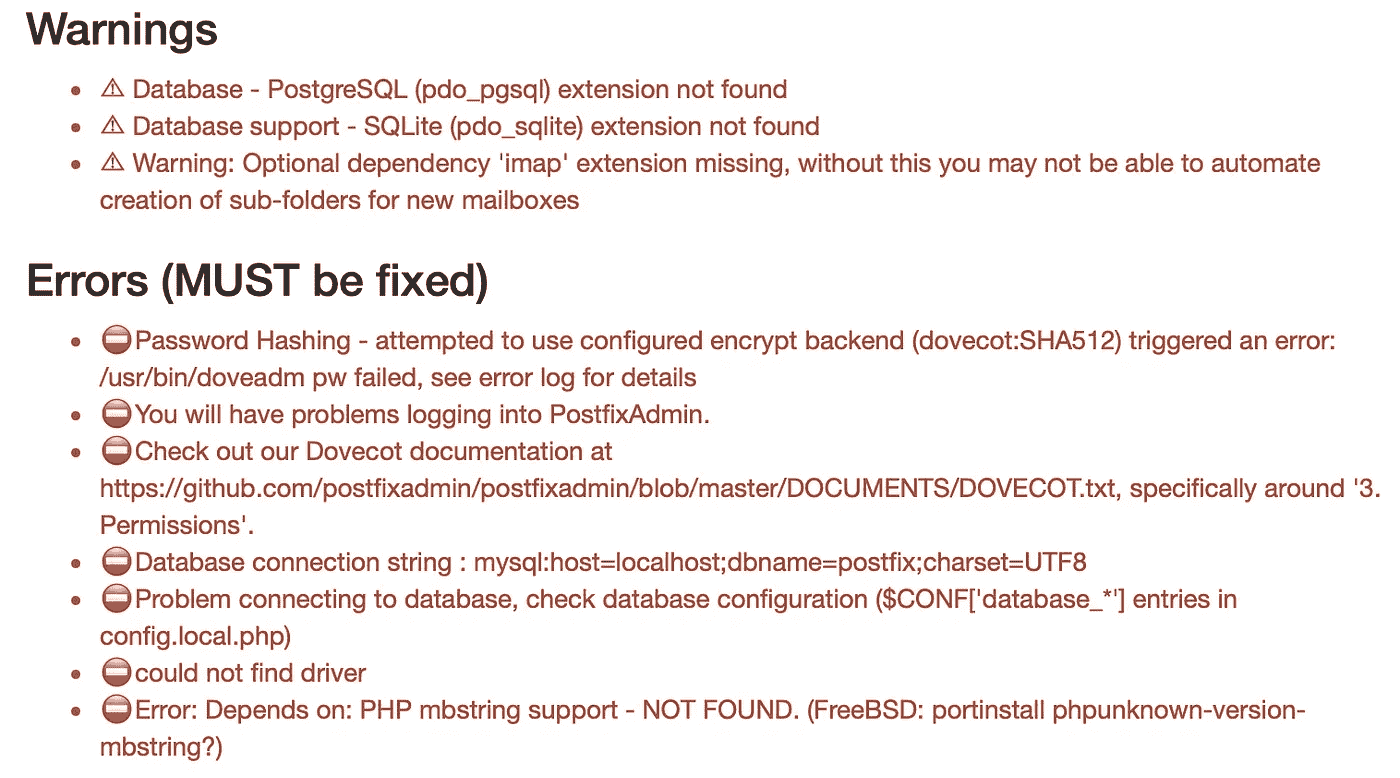 Warnings
• ⚠ Database - PostgreSQL (pdo_pgsql) extension not found
• ⚠ Database support - SQLite (pdo_sqlite) extension not found
• ⚠ Warning: Optional dependency 'imap' extension missing, without this you may not be able to automate
creation of sub-folders for new mailboxes
Errors (MUST be fixed)
• ⛔Password Hashing - attempted to use configured encrypt backend (dovecot:SHA512) triggered an error:
/usr/bin/doveadm pw failed, see error log for details
• ⛔You will have problems logging into PostfixAdmin.
• ⛔Check out our Dovecot documentation at
https://github.com/postfixadmin/postfixadmin/blob/master/DOCUMENTS/DOVECOT.txt, specifically around '3.
Permissions'.
• ⛔Database connection string : mysql:host=localhost;dbname=postfix;charset=UTF8
• ⛔Problem connecting to database, check database configuration ($CONF['database_*'] entries in
config.local.php)
• ⛔could not find driver
• ⛔Error: Depends on: PHP mbstring support - NOT FOUND. (FreeBSD: portinstall phpunknown-version-
mbstring?)